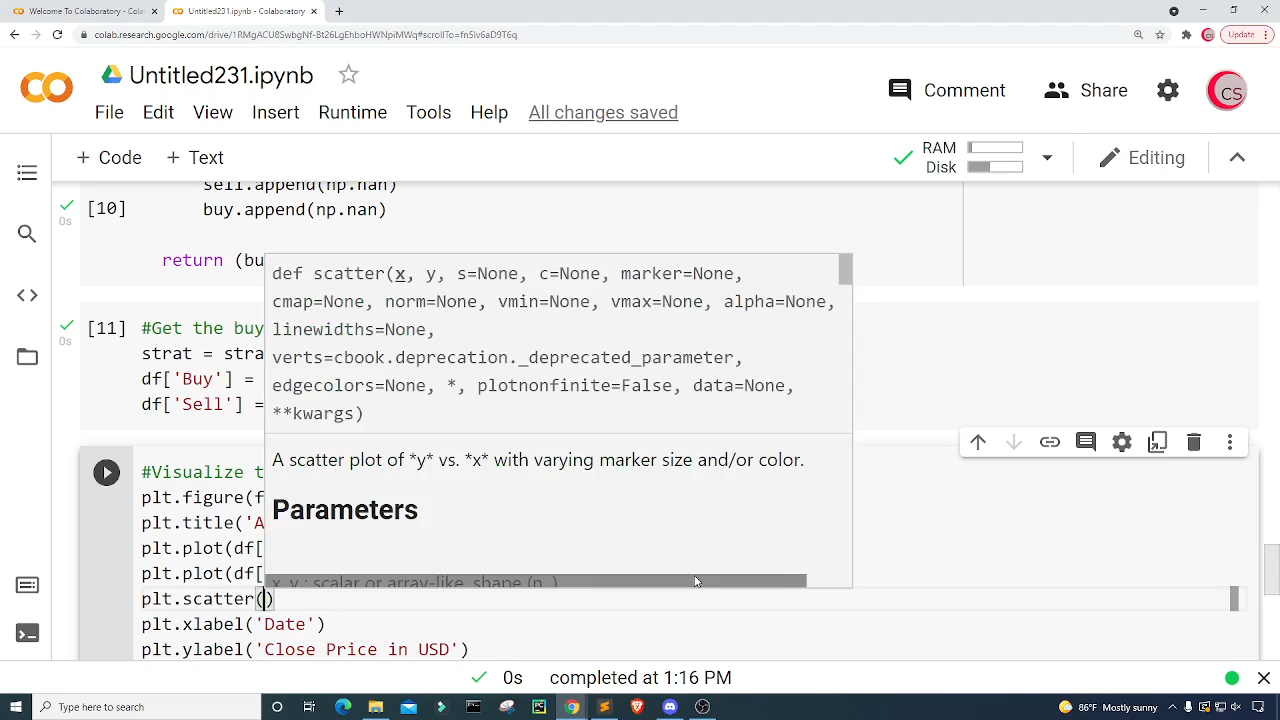 Welcome To Colaboratory - Colab
Untitled231.ipynb - Colaboratory
colab.research.google.com/drive/1RMgACU8SwbgNf-Bt26LgEhboHWNpiMWq#scrollTo=fn5lv6aD9T6q
Update
Untitled231.ipynb
Comment
Share
CS
File Edit View Insert Runtime Tools Help All changes saved
+ Code + Text
RAM
Disk
Editing
sell.append(np.nan)
[10] buy.append(np.nan)
0s
return (bu
def scatter(x, y, s=None, c=None, marker=None,
cmap=None, norm=None, vmin=None, vmax=None, alpha=None,
linewidths=None,
verts=cbook.deprecation._deprecated_parameter,
edgecolors=None, *, plotnonfinite=False, data=None,
**kwargs)
A scatter plot of *y* vs. *x* with varying marker size and/or color.
Parameters
x, y : scalar or array-like, shape (n, )
[11] #Get the buy
0s
strat = stra
df['Buy'] =
df['Sell'] =
#Visualize t
plt.figure(f
plt.title('A
plt.plot(df[
plt.plot(df[
plt.scatter()
plt.xlabel('Date')
plt.ylabel('Close Price in USD')
0s completed at 1:16 PM
Type here to search
86°F Mostly sunny